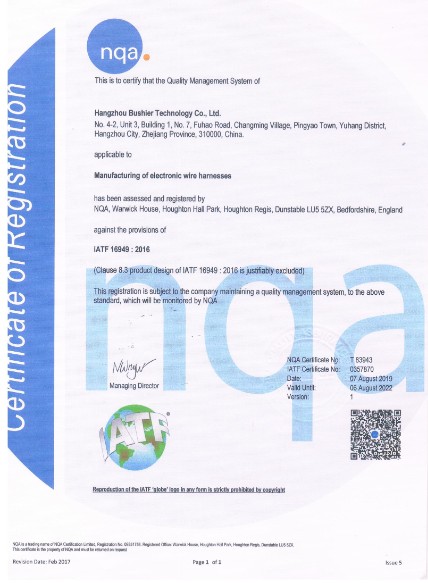 nqa.
Certificate of Registration
This is to certify that the Quality Management System of
Hangzhou Bushier Technology Co., Ltd.
No. 4-2, Unit 3, Building 1, No. 7, Fuhao Road, Changming Village, Pingyao Town, Yuhang District,
Hangzhou City, Zhejiang Province, 310000, China.
applicable to
Manufacturing of electronic wire harnesses
has been assessed and registered by
NQA, Warwick House, Houghton Hall Park, Houghton Regis, Dunstable LU5 5ZX, Bedfordshire, England
against the provisions of
IATF 16949 : 2016
(Clause 8.3 product design of IATF 16949 : 2016 is justifiably excluded)
This registration is subject to the company maintaining a quality management system, to the above
standard, which will be monitored by NQA
nqa
Managing Director
NQA Certificate No: T 83943
IATF Certificate No: 0357870
Date: 07 August 2019
Valid Until: 06 August 2022
Version: 1
IATF®
Reproduction of the IATF 'globe' logo in any form is strictly prohibited by copyright
NQA is a trading name of NQA Certification Limited, Registration No. Registered Office: Warwick House, Houghton Hall Park, Houghton Regis, Dunstable LU5 5ZX.
This certificate is the property of NQA and must be returned on request
Revision Date: Feb 2017
Page 1 of 1
Issue 5